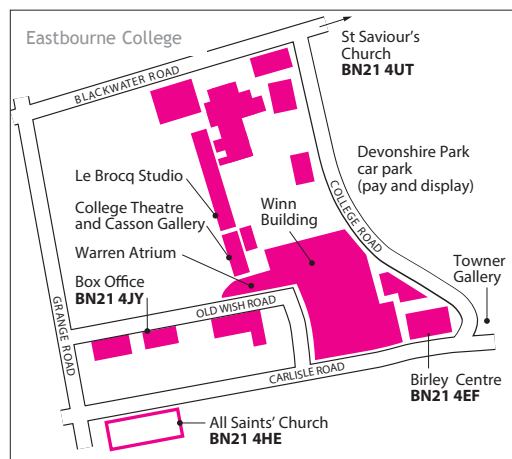 Eastbourne College
St Saviour's
Church
BN21 4UT
BLACKWATER ROAD
Devonshire Park
car park
(pay and display)
Le Brocq Studio
College Theatre
and Casson Gallery
Winn
Building
COLLEGE ROAD
Warren Atrium
Towner
Gallery
Box Office
BN21 4JY
OLD WISH ROAD
GRANGE ROAD
CARLISLE ROAD
Birley Centre
BN21 4EF
All Saints' Church
BN21 4HE